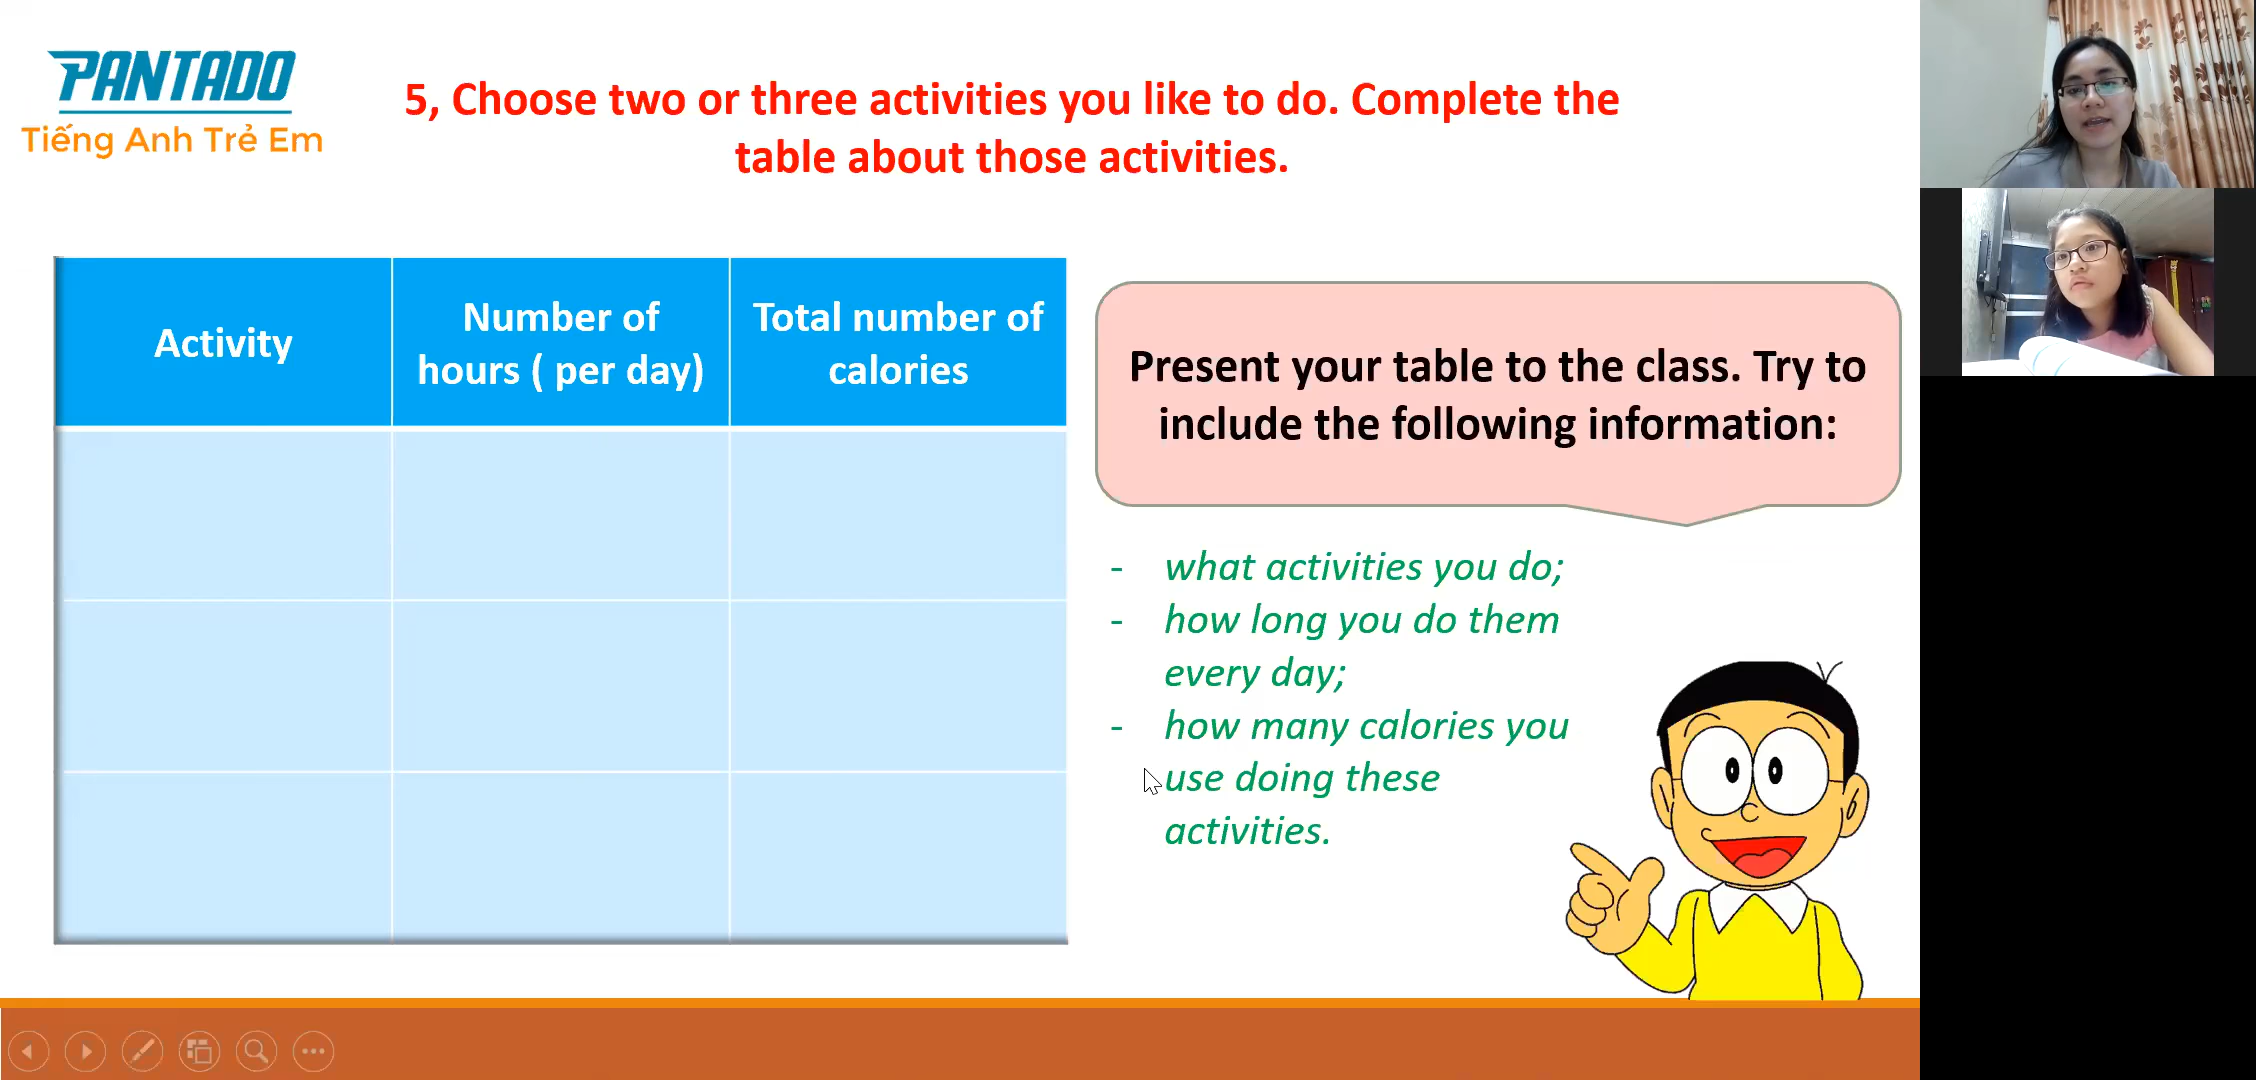 PANTADO
Tiếng Anh Trẻ Em
5, Choose two or three activities you like to do. Complete the
table about those activities.
Activity
Number of
hours ( per day)
Total number of
calories
Present your table to the class. Try to
include the following information:
- what activities you do;
- how long you do them
every day;
- how many calories you
use doing these
activities.